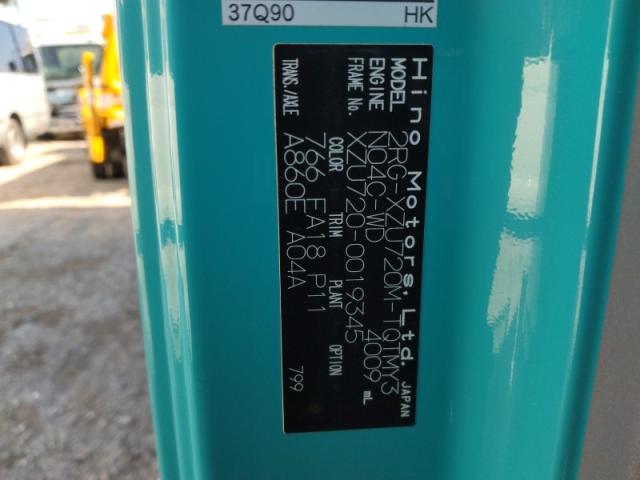 37Q90 HK
Hino Motors, Ltd. JAPAN
MODEL 2RG-XZU720M-TQTMY3
ENGINE N04C-WD 4009 mL
FRAME No. XZU720-0019345
COLOR TRIM PLANT OPTION
766 FA18 P11
TRANS./AXLE A860E A04A 799